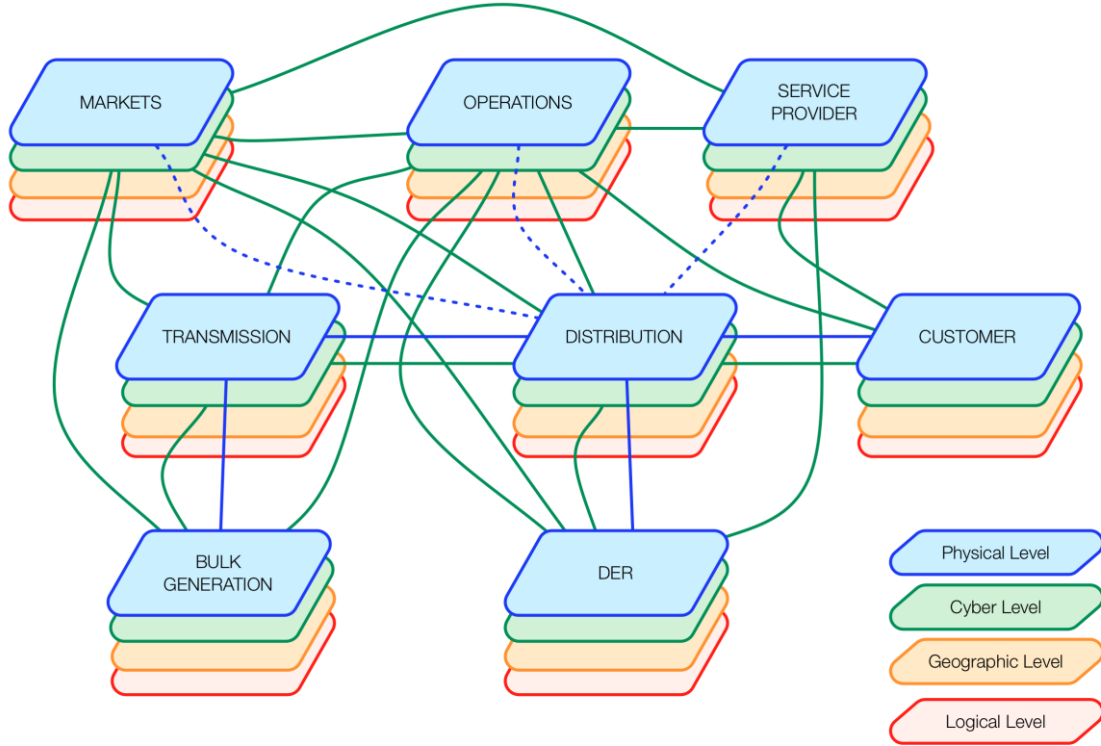 MARKETS
OPERATIONS
SERVICE
PROVIDER
TRANSMISSION
DISTRIBUTION
CUSTOMER
BULK
GENERATION
DER
Physical Level
Cyber Level
Geographic Level
Logical Level